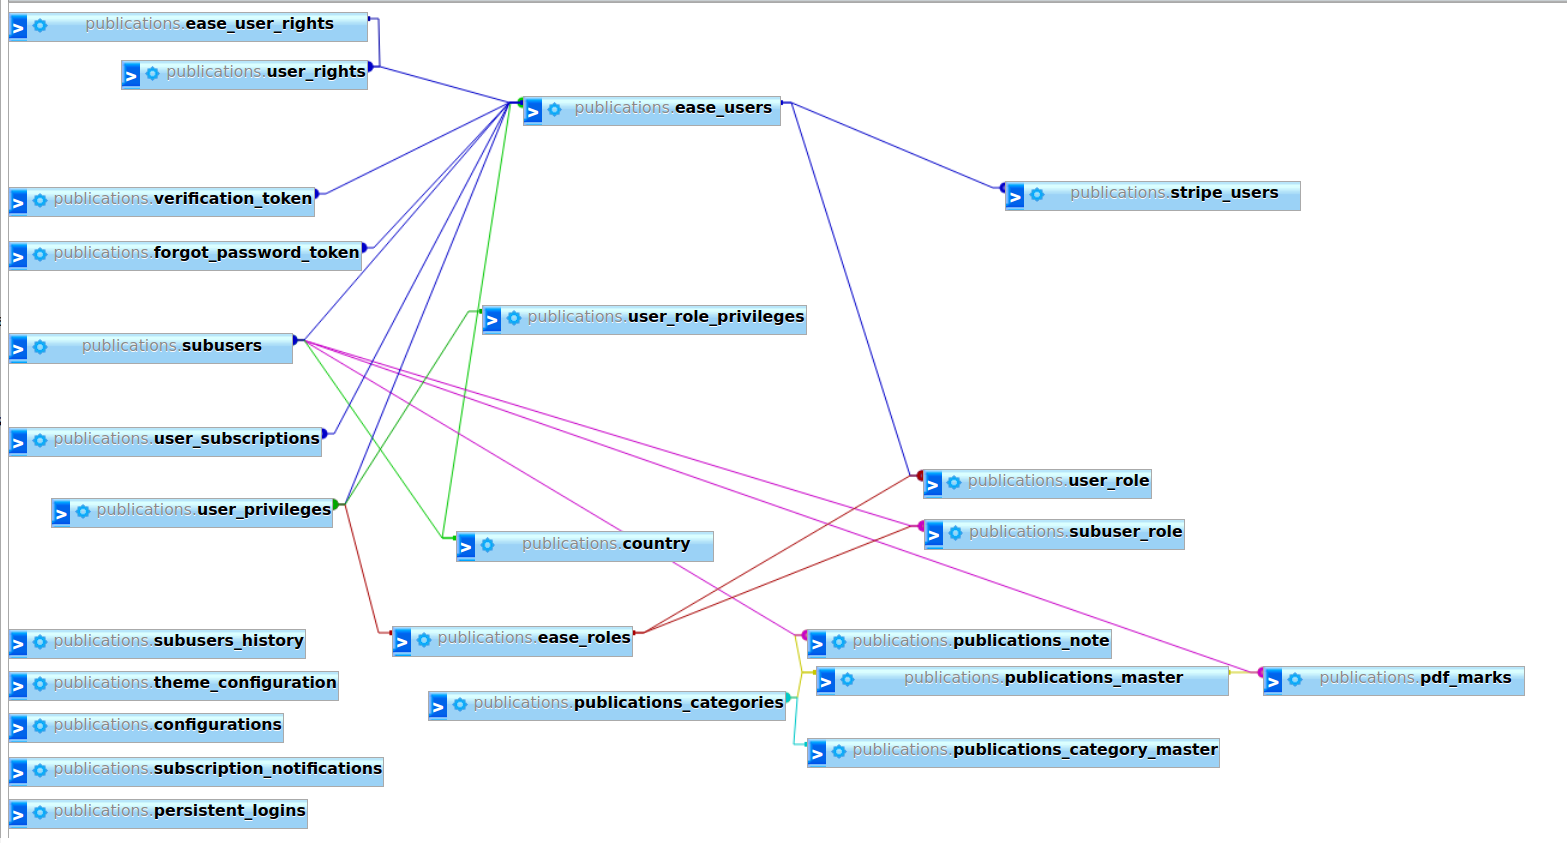 publications.ease_user_rights
publications.user_rights
publications.ease_users
publications.stripe_users
publications.verification_token
publications.forgot_password_token
publications.user_role_privileges
publications.subusers
publications.user_subscriptions
publications.user_role
publications.user_privileges
publications.subuser_role
publications.country
publications.ease_roles
publications.subusers_history
publications.publications_note
publications.publications_master
publications.pdf_marks
publications.theme_configuration
publications.publications_categories
publications.configurations
publications.publications_category_master
publications.subscription_notifications
publications.persistent_logins